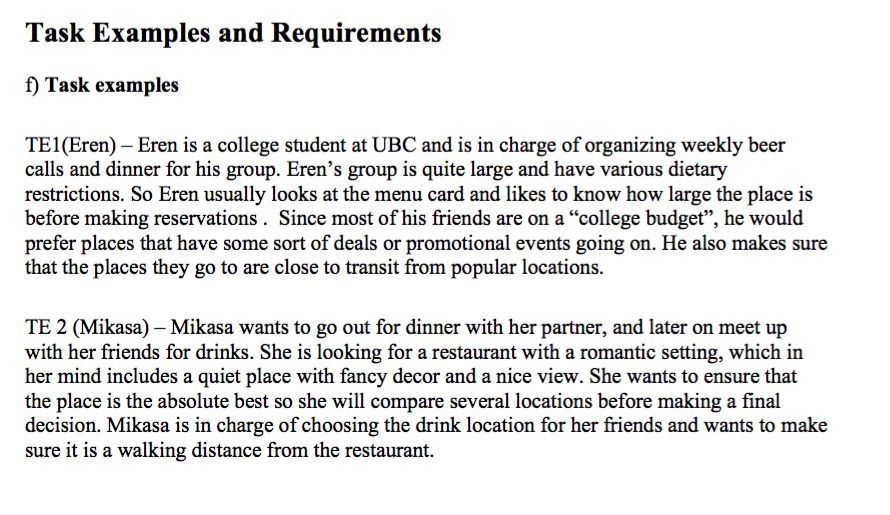 Task Examples and Requirements
f) Task examples
TE1(Eren) – Eren is a college student at UBC and is in charge of organizing weekly beer
calls and dinner for his group. Eren’s group is quite large and have various dietary
restrictions. So Eren usually looks at the menu card and likes to know how large the place is
before making reservations .  Since most of his friends are on a “college budget”, he would
prefer places that have some sort of deals or promotional events going on. He also makes sure
that the places they go to are close to transit from popular locations.
TE 2 (Mikasa) – Mikasa wants to go out for dinner with her partner, and later on meet up
with her friends for drinks. She is looking for a restaurant with a romantic setting, which in
her mind includes a quiet place with fancy decor and a nice view. She wants to ensure that
the place is the absolute best so she will compare several locations before making a final
decision. Mikasa is in charge of choosing the drink location for her friends and wants to make
sure it is a walking distance from the restaurant.